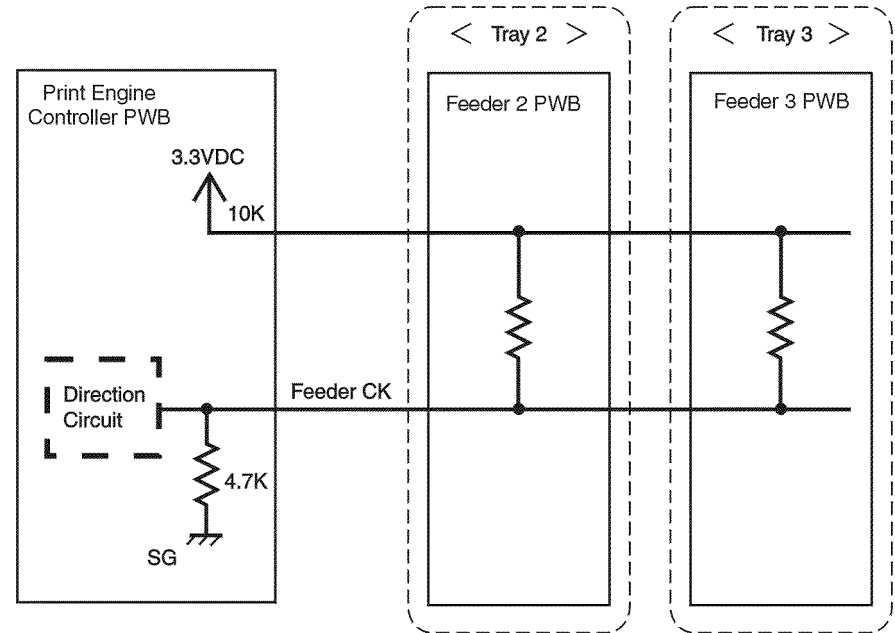 < Tray 2 >
< Tray 3 >
Print Engine
Controller PWB
Feeder 2 PWB
Feeder 3 PWB
3.3VDC
10K
Direction
Circuit
Feeder CK
4.7K
SG